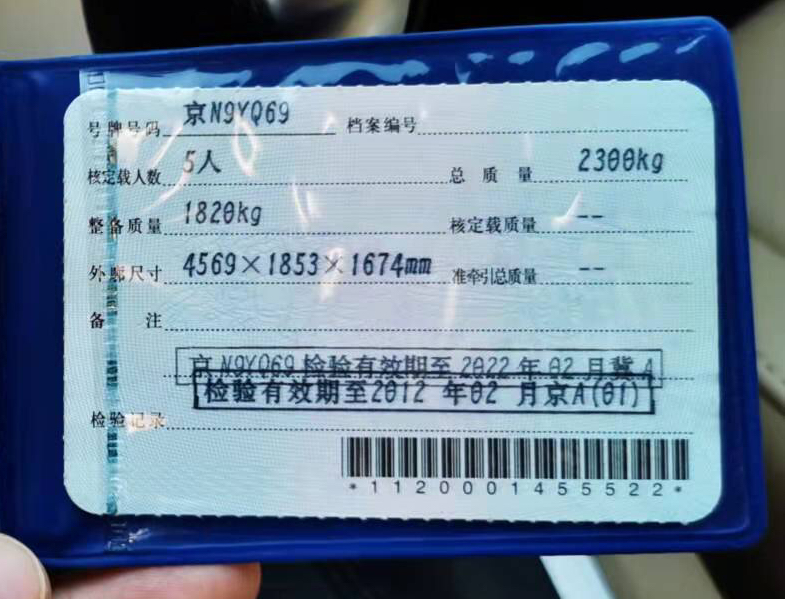 号牌号码 京N9YQ69 档案编号
核定载人数 5人 总质量 2300kg
整备质量 1820kg 核定载质量 --
外廓尺寸 4569×1853×1674mm 准牵引总质量 --
备注
京N9YQ69 检验有效期至 2022年02月冀A
检验有效期至2012年02月京A(01)
检验记录
*1120001455522*